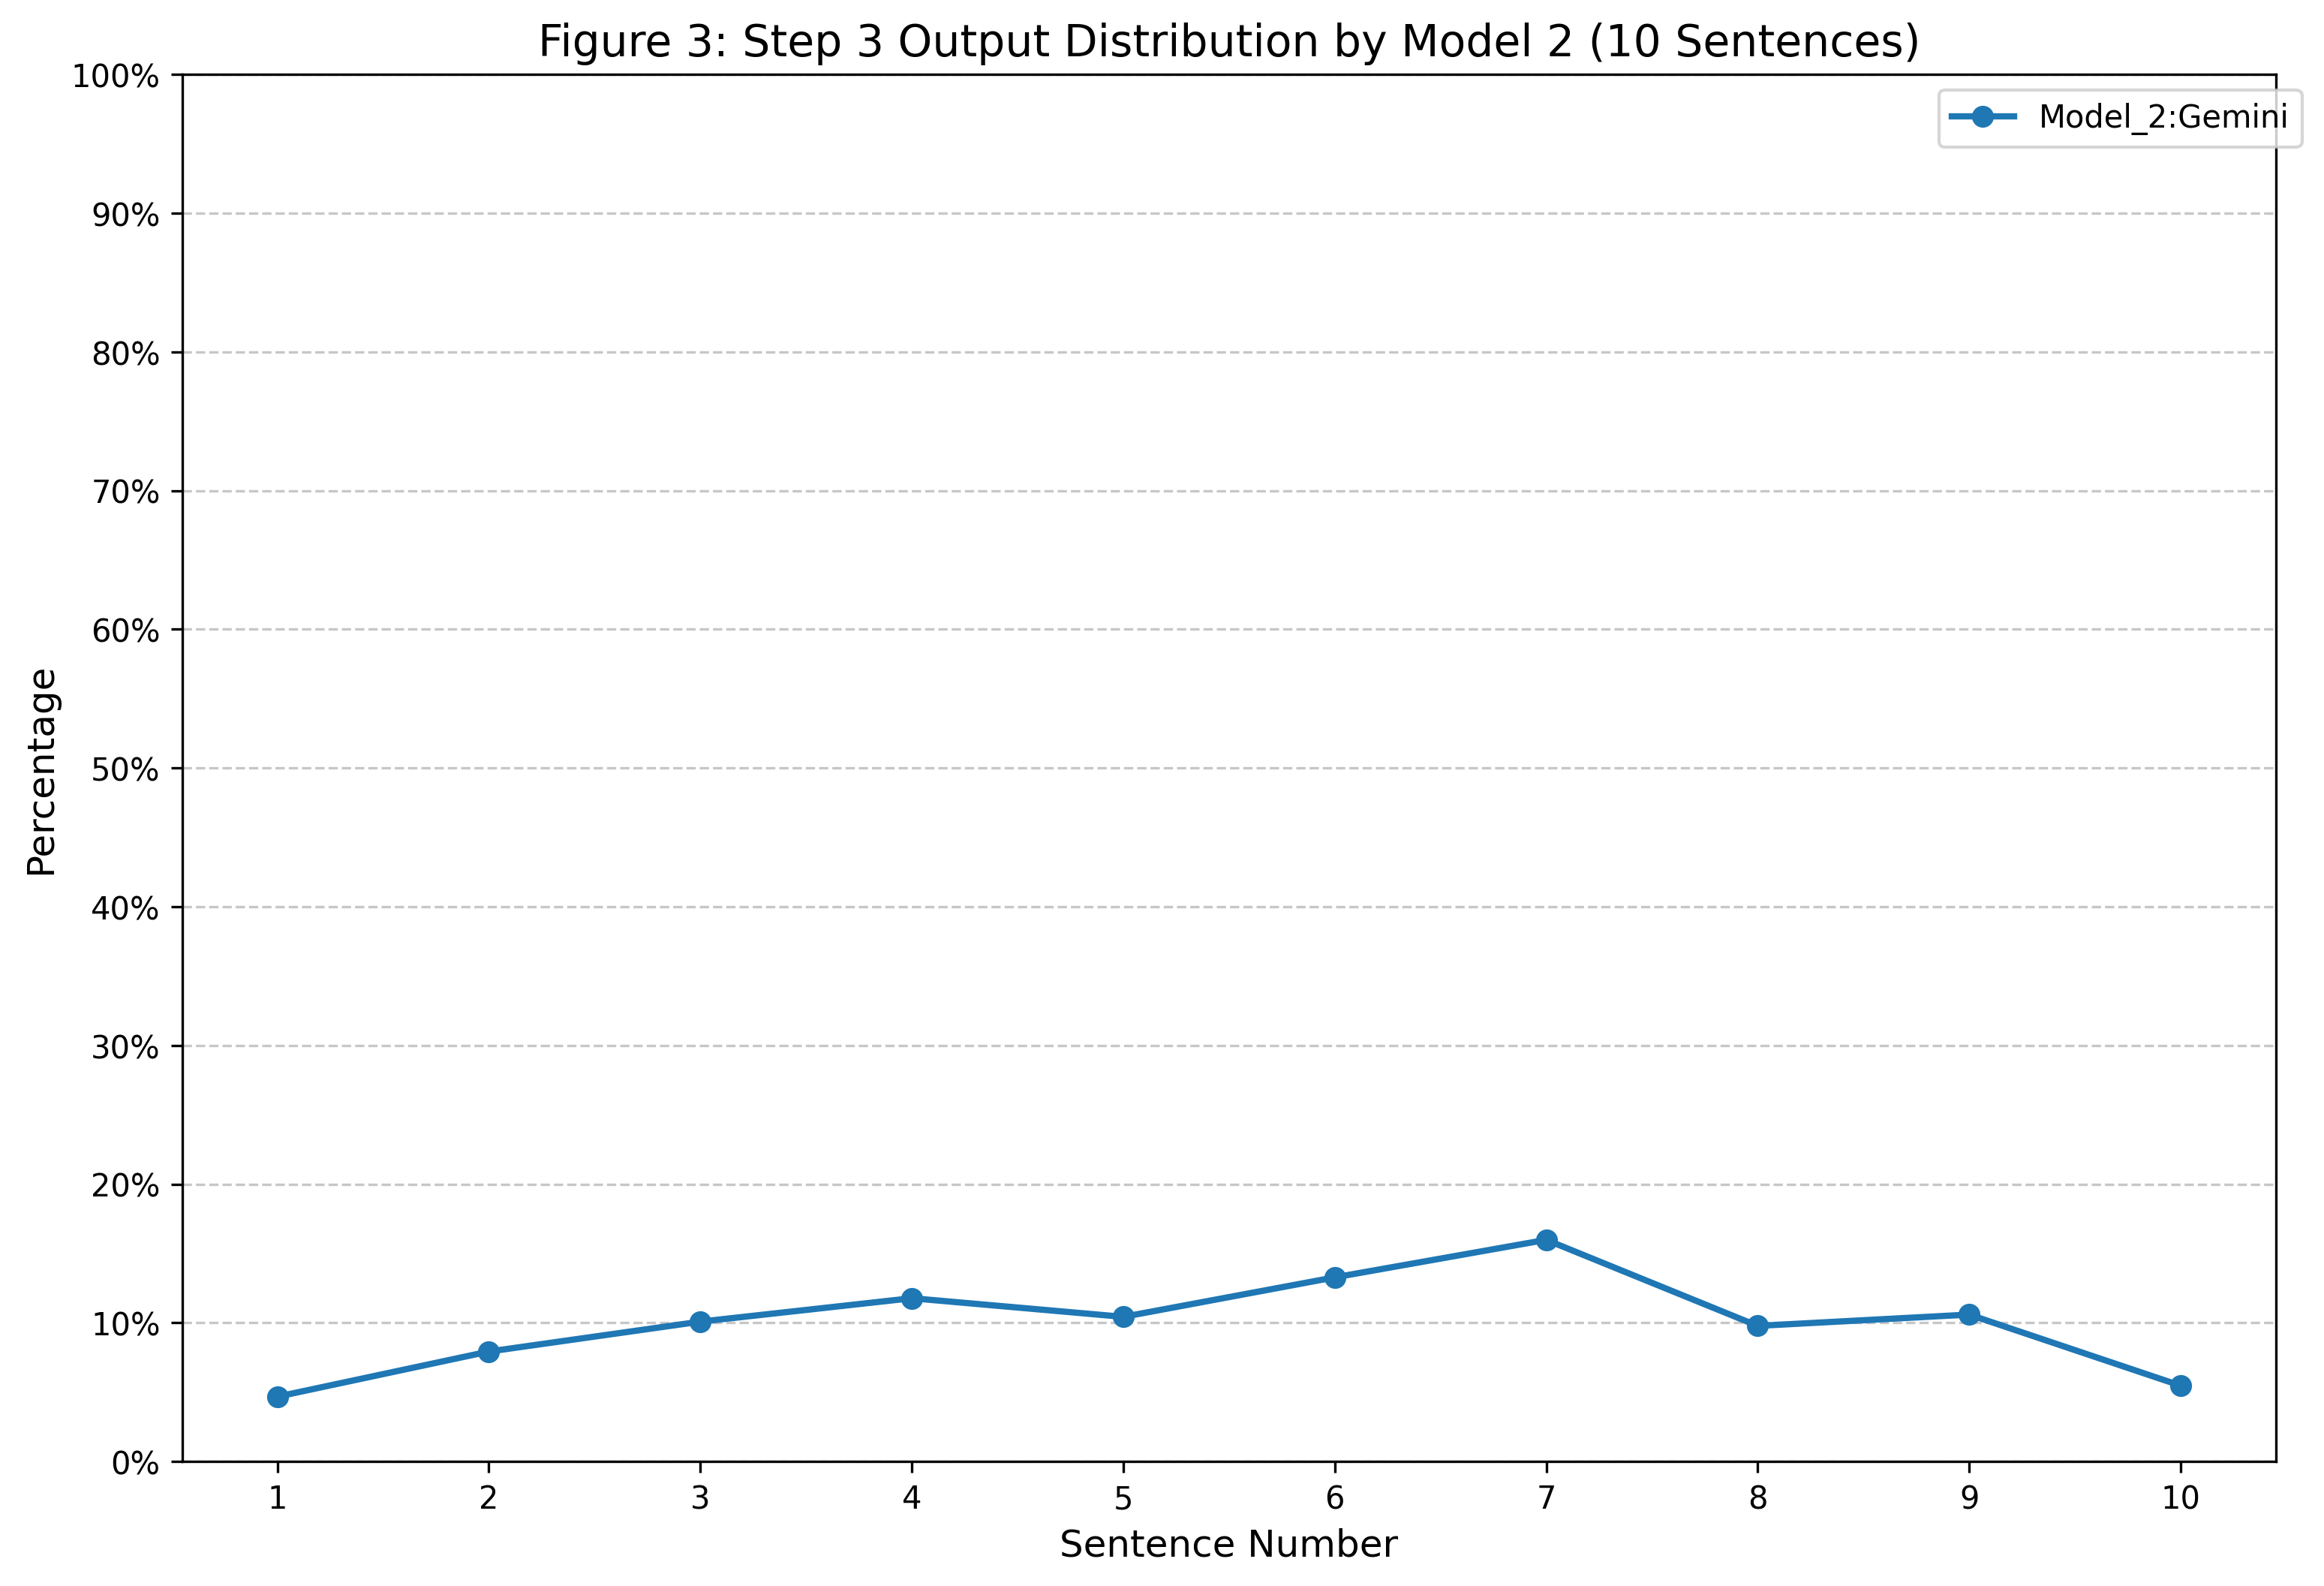 Figure 3: Step 3 Output Distribution by Model 2 (10 Sentences)
Model_2:Gemini
100%
90%
80%
70%
60%
50%
40%
30%
20%
10%
0%
Percentage
1 2 3 4 5 6 7 8 9 10
Sentence Number